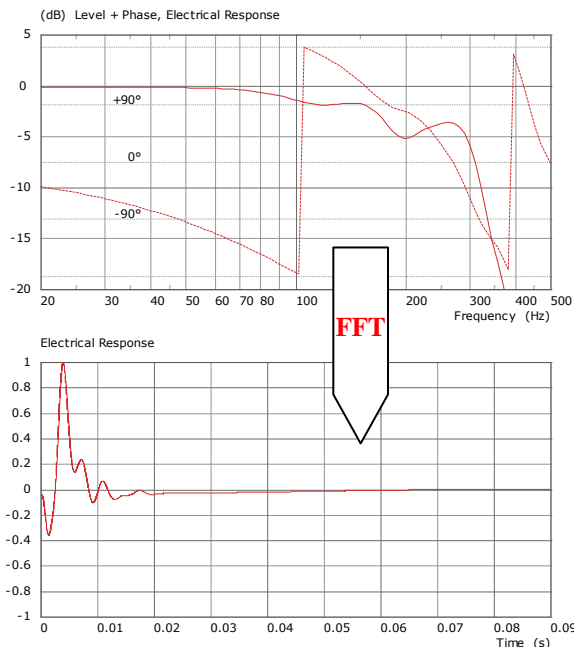 (dB) Level + Phase, Electrical Response
5
0
+90°
-5
0°
-10
-90°
-15
-20
20 30 40 50 60 70 80 100 200 300 400 500
Frequency (Hz)
FFT
Electrical Response
1
0.8
0.6
0.4
0.2
0
-0.2
-0.4
-0.6
-0.8
-1
0 0.01 0.02 0.03 0.04 0.05 0.06 0.07 0.08 0.09
Time (s)